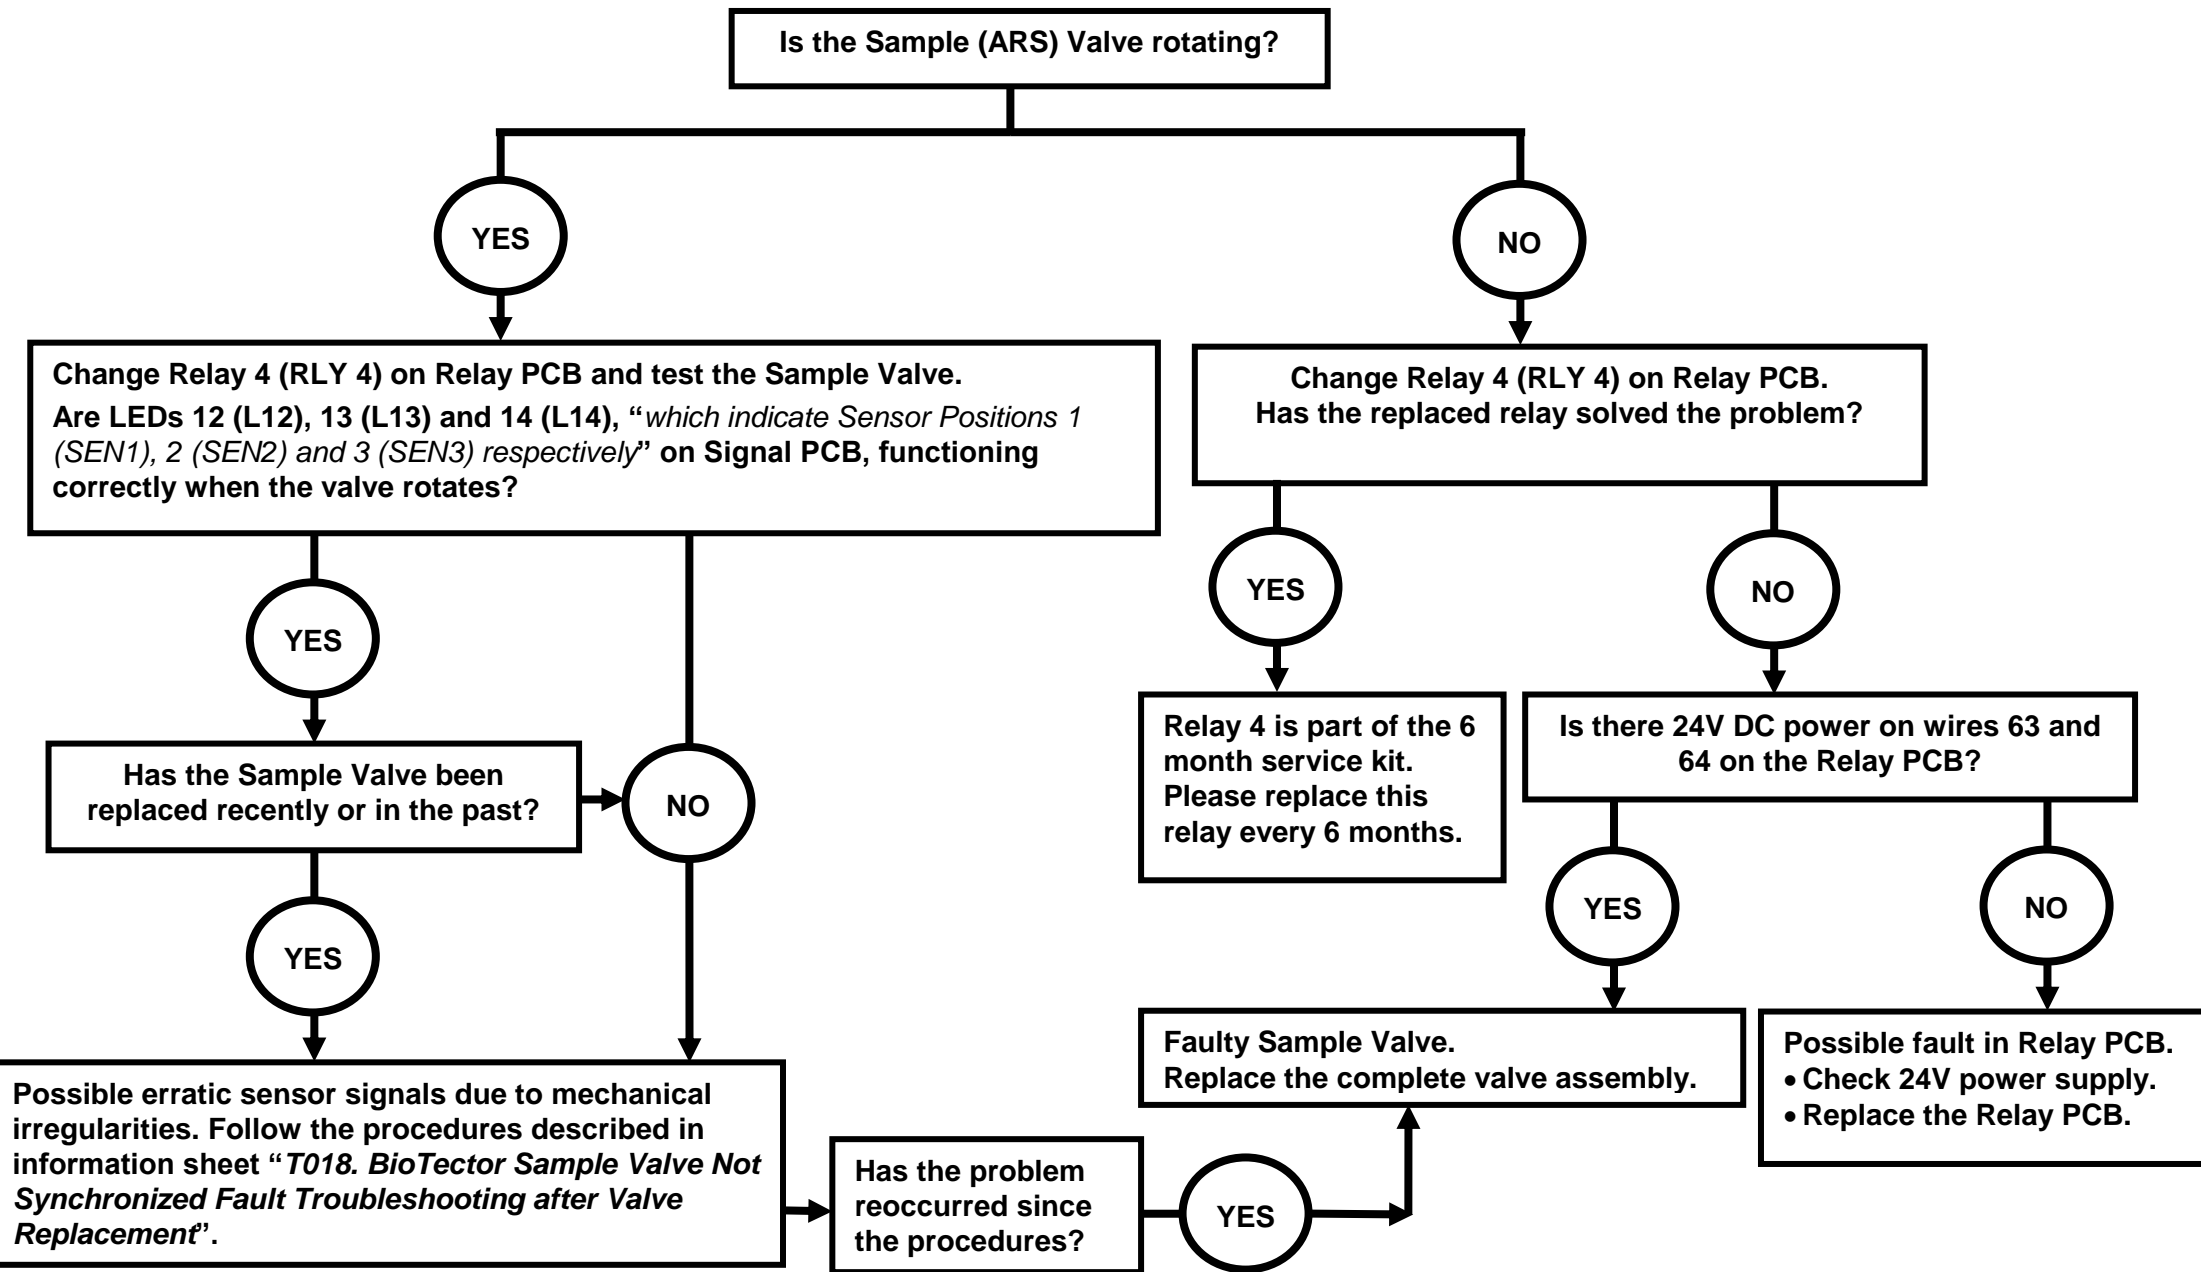 Is the Sample (ARS) Valve rotating?
YES
NO
Change Relay 4 (RLY 4) on Relay PCB and test the Sample Valve.
Are LEDs 12 (L12), 13 (L13) and 14 (L14), “which indicate Sensor Positions 1
(SEN1), 2 (SEN2) and 3 (SEN3) respectively” on Signal PCB, functioning
correctly when the valve rotates?
Change Relay 4 (RLY 4) on Relay PCB.
Has the replaced relay solved the problem?
YES
YES
NO
Has the Sample Valve been
replaced recently or in the past?
NO
Relay 4 is part of the 6
month service kit.
Please replace this
relay every 6 months.
Is there 24V DC power on wires 63 and
64 on the Relay PCB?
YES
YES
NO
Possible erratic sensor signals due to mechanical
irregularities. Follow the procedures described in
information sheet “T018. BioTector Sample Valve Not
Synchronized Fault Troubleshooting after Valve
Replacement”.
Has the problem
reoccurred since
the procedures?
YES
Faulty Sample Valve.
Replace the complete valve assembly.
Possible fault in Relay PCB.
• Check 24V power supply.
• Replace the Relay PCB.